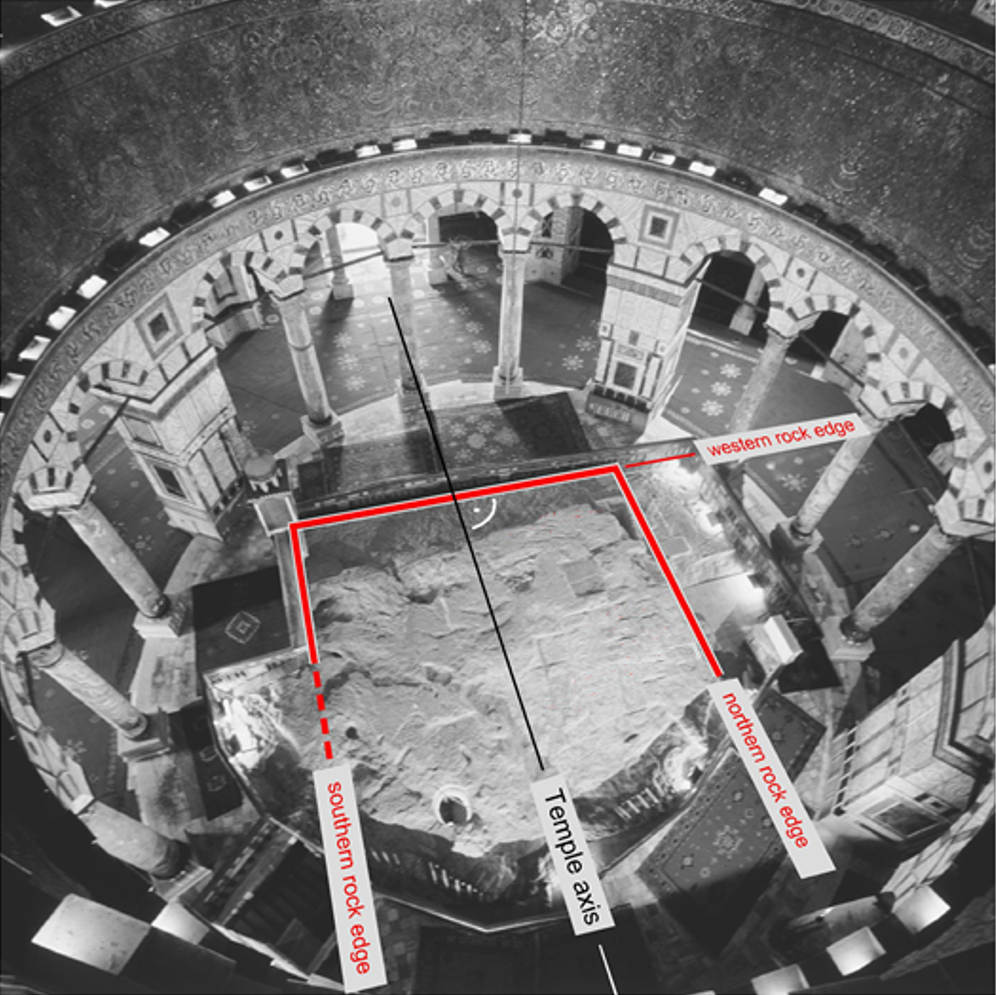 western rock edge
northern rock edge
southern rock edge
Temple axis